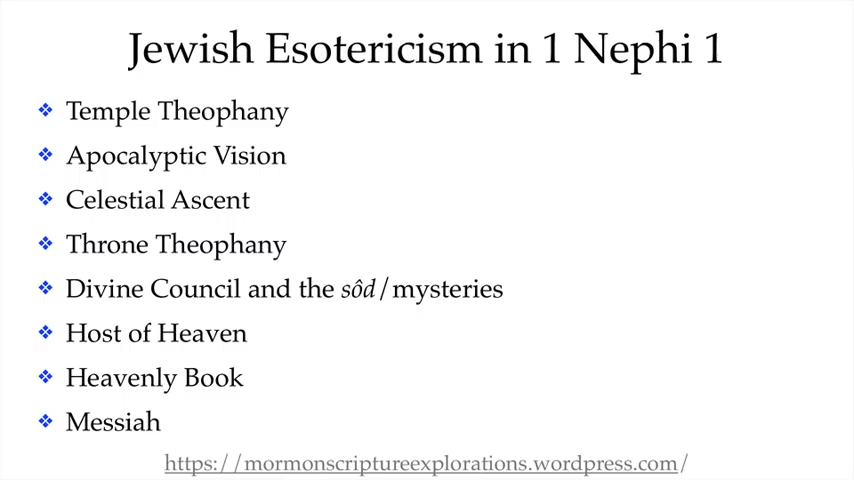 Jewish Esotericism in 1 Nephi 1
❖ Temple Theophany
❖ Apocalyptic Vision
❖ Celestial Ascent
❖ Throne Theophany
❖ Divine Council and the sôd/mysteries
❖ Host of Heaven
❖ Heavenly Book
❖ Messiah
https://mormonscriptureexplorations.wordpress.com/